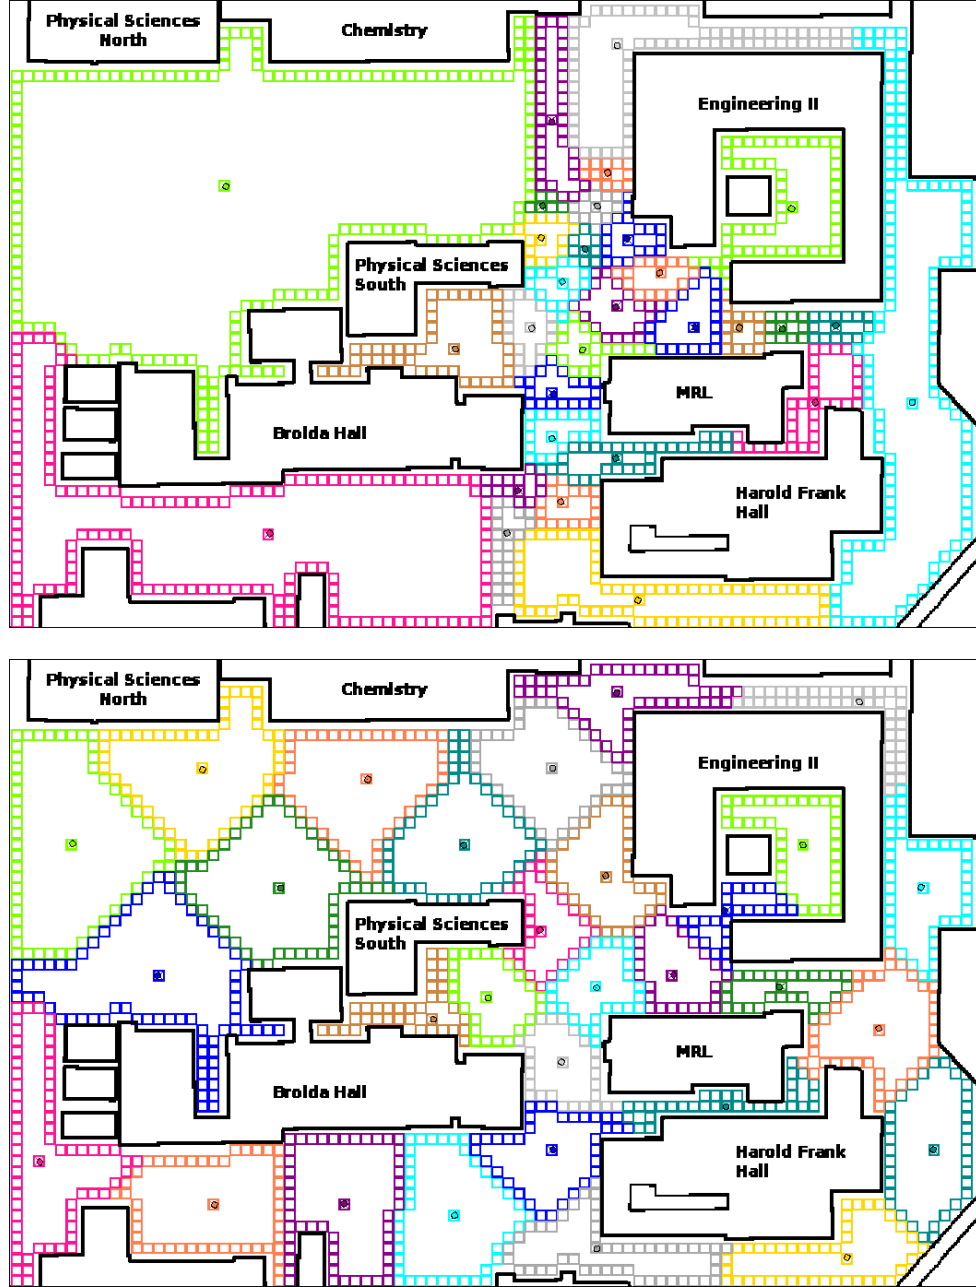 Physical Sciences
North
Chemistry
Engineering II
Physical Sciences
South
MRL
Broida Hall
Harold Frank
Hall
Physical Sciences
North
Chemistry
Engineering II
Physical Sciences
South
MRL
Broida Hall
Harold Frank
Hall